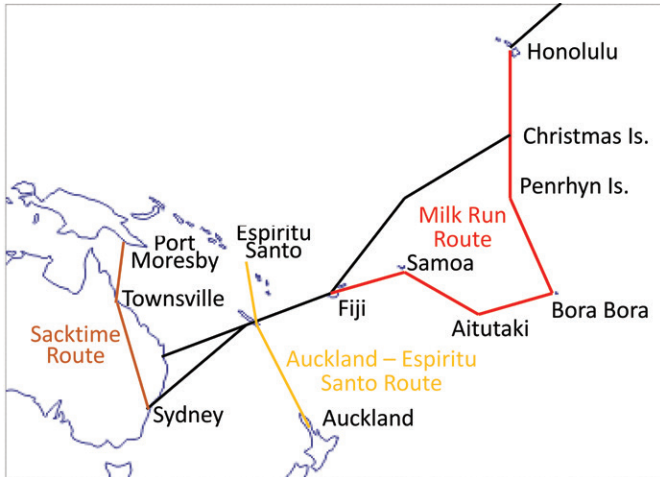 Honolulu
Christmas Is.
Penrhyn Is.
Milk Run
Route
Espiritu
Santo
Port
Moresby
Samoa
Townsville
Fiji
Aitutaki
Bora Bora
Sacktime
Route
Auckland – Espiritu
Santo Route
Sydney
Auckland